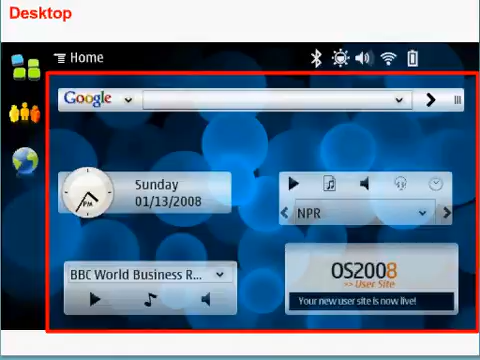 Desktop
Home
Google
Sunday
01/13/2008
PM
NPR
BBC World Business R...
OS2008
>> User Site
Your new user site is now live!